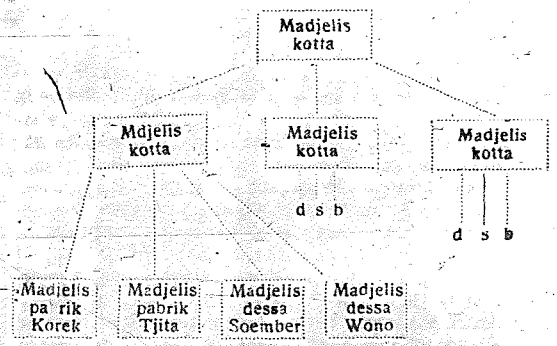 Madjelis
kotta
Mdjelis
kotta
Madjelis
kotta
Madjelis
kotta
d s b
d s b
Madjelis
pa rik
Korek
Madjelis
pabrik
Tjita
Madjelis
dessa
Soember
Madjelis
dessa
Wono